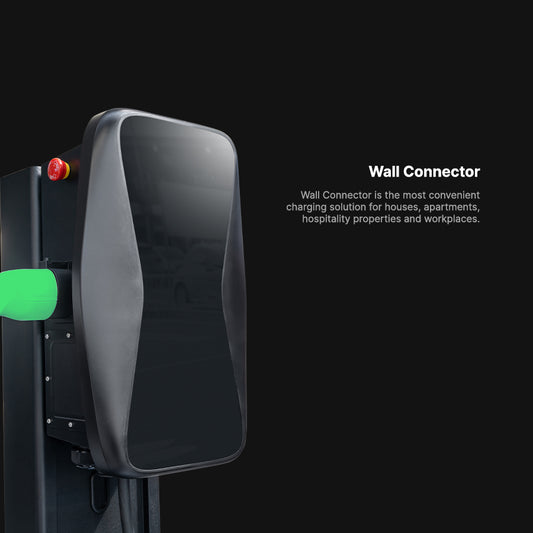 Wall Connector
Wall Connector is the most convenient
charging solution for houses, apartments,
hospitality properties and workplaces.